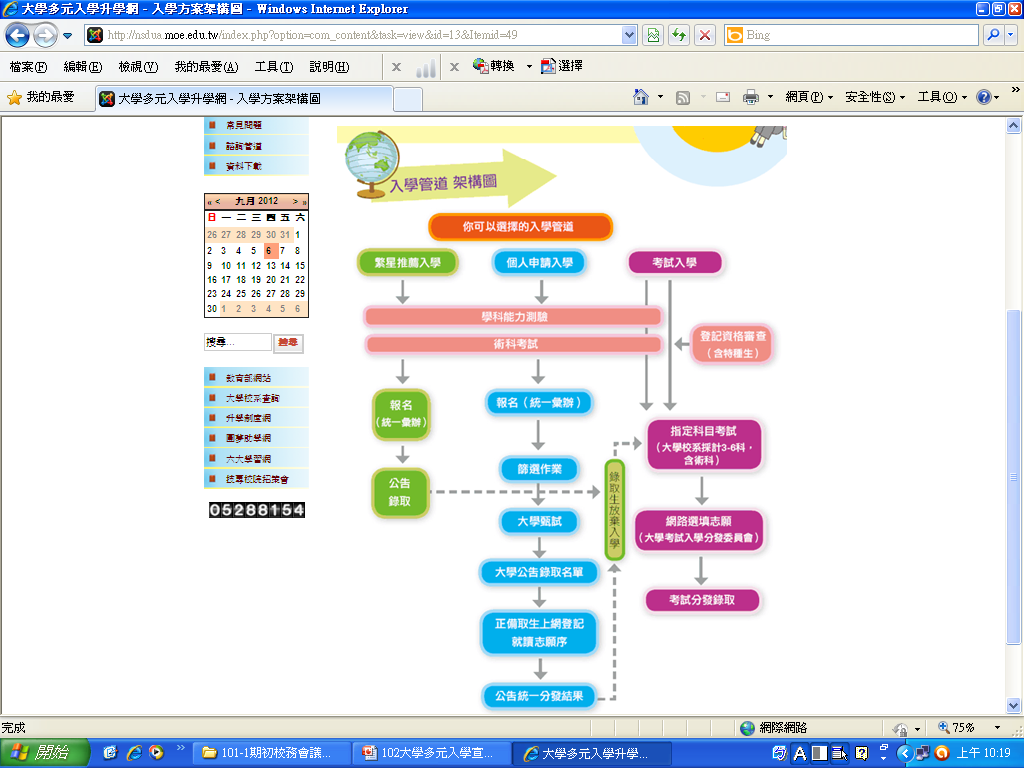 大學多元入學升學網 - 入學方案架構圖 - Windows Internet Explorer
http://nsdua.moe.edu.tw/index.php?option=com_content&task=view&id=13&Itemid=49
Bing
檔案(F) 編輯(E) 檢視(V) 我的最愛(A) 工具(T) 說明(H)
轉換 選擇
我的最愛
大學多元入學升學網 - 入學方案架構圖
網頁(P) 安全性(S) 工具(O)
常見問題
諮詢管道
資料下載
« < 九月 2012 > »
日 一 二 三 四 五 六
26 27 28 29 30 31 1
2 3 4 5 6 7 8
9 10 11 12 13 14 15
16 17 18 19 20 21 22
23 24 25 26 27 28 29
30 1 2 3 4 5 6
搜尋...
搜尋
教育部網站
大學校系查詢
升學制度網
圓夢助學網
六大學習網
技專校院招策會
05288154
入學管道 架構圖
你可以選擇的入學管道
繁星推薦入學
個人申請入學
考試入學
學科能力測驗
術科考試
登記資格審查
(含特種生)
報名
(統一彙辦)
報名(統一彙辦)
公告
錄取
篩選作業
大學甄試
大學公告錄取名單
正備取生上網登記
就讀志願序
公告統一分發結果
錄取生放棄入學
指定科目考試
(大學校系採計3-6科,
含術科)
網路選填志願
(大學考試入學分發委員會)
考試分發錄取
完成
網際網路
75%
開始
101-1期初校務會議...
102大學多元入學宣...
大學多元入學升學...
上午 10:19